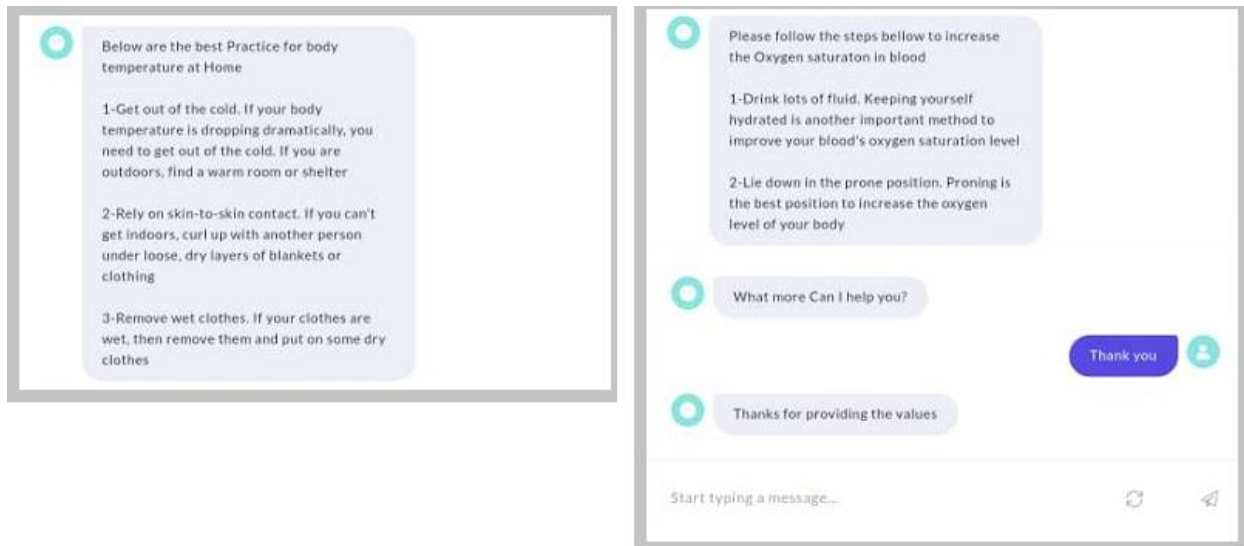 Below are the best Practice for body
temperature at Home
1-Get out of the cold. If your body
temperature is dropping dramatically, you
need to get out of the cold. If you are
outdoors, find a warm room or shelter
2-Rely on skin-to-skin contact. If you can't
get indoors, curl up with another person
under loose, dry layers of blankets or
clothing
3-Remove wet clothes. If your clothes are
wet, then remove them and put on some dry
clothes
Please follow the steps bellow to increase
the Oxygen saturaton in blood
1-Drink lots of fluid. Keeping yourself
hydrated is another important method to
improve your blood's oxygen saturation level
2-Lie down in the prone position. Proning is
the best position to increase the oxygen
level of your body
What more Can I help you?
Thank you
Thanks for providing the values
Start typing a message...